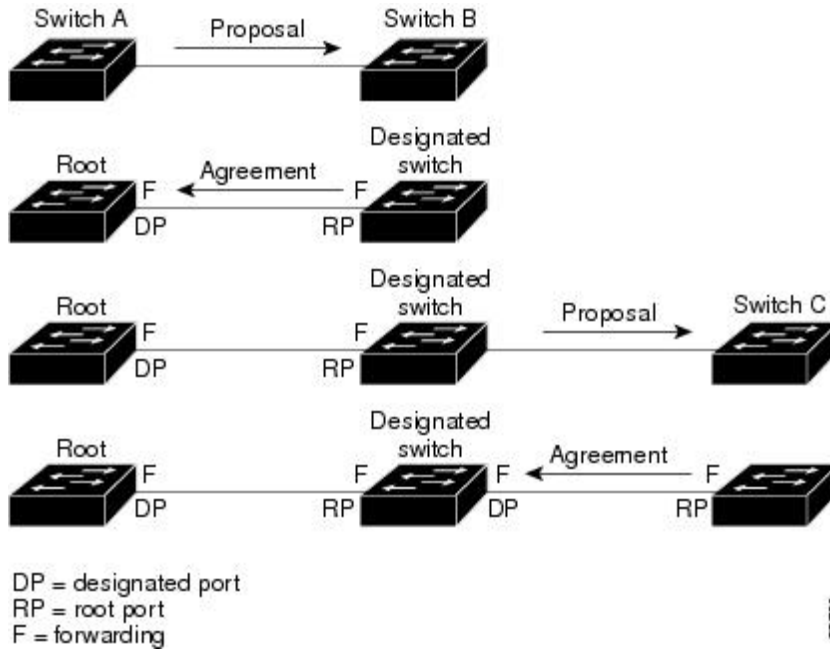 Switch A
Proposal
Switch B
Root
F
Agreement
F
Designated
switch
DP
RP
Root
F
F
Designated
switch
Proposal
Switch C
DP
RP
Root
F
F
Designated
switch
F
Agreement
F
DP
RP
DP
RP
DP = designated port
RP = root port
F = forwarding